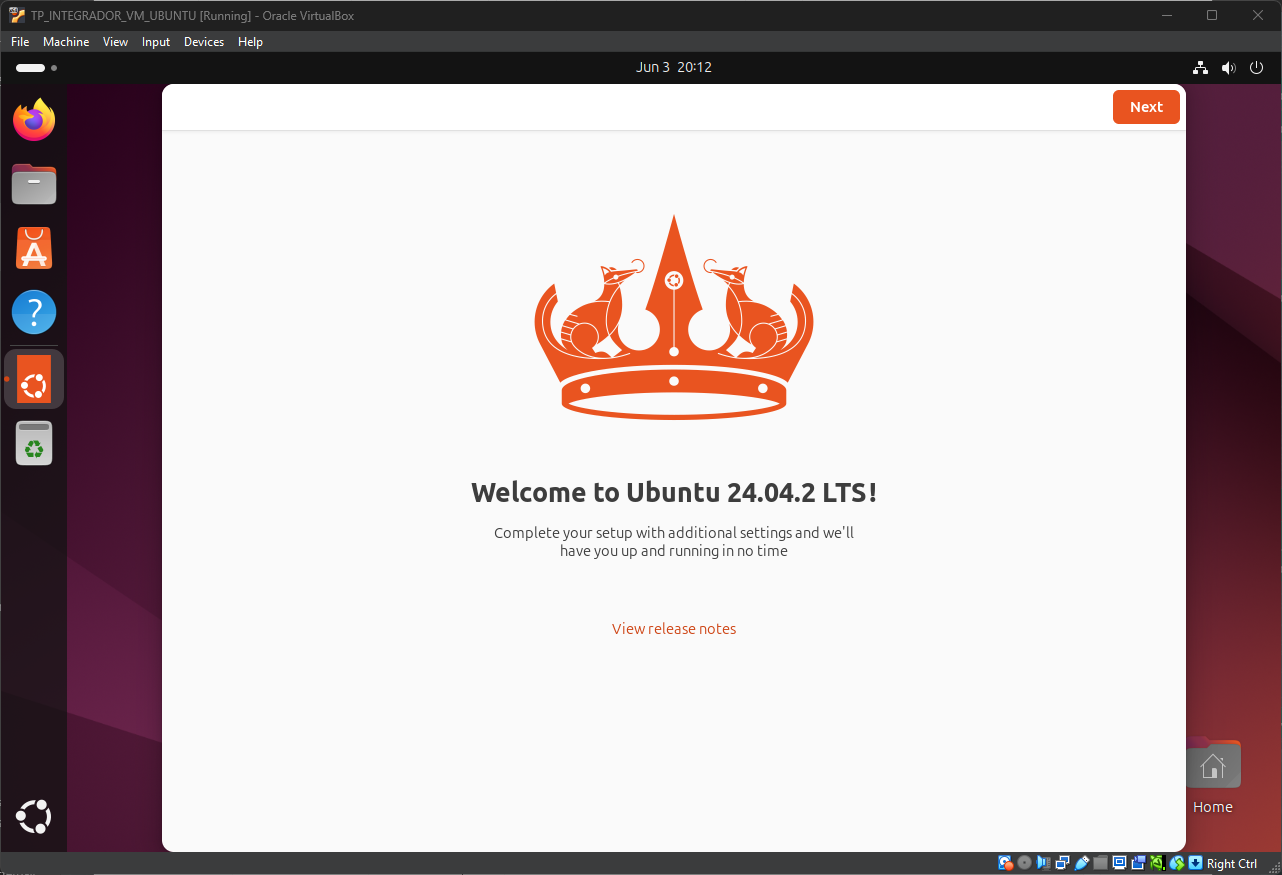 TP_INTEGRADOR_VM_UBUNTU [Running] - Oracle VirtualBox
File Machine View Input Devices Help
Jun 3 20:12
Next
Welcome to Ubuntu 24.04.2 LTS!
Complete your setup with additional settings and we'll
have you up and running in no time
View release notes
Home
Right Ctrl